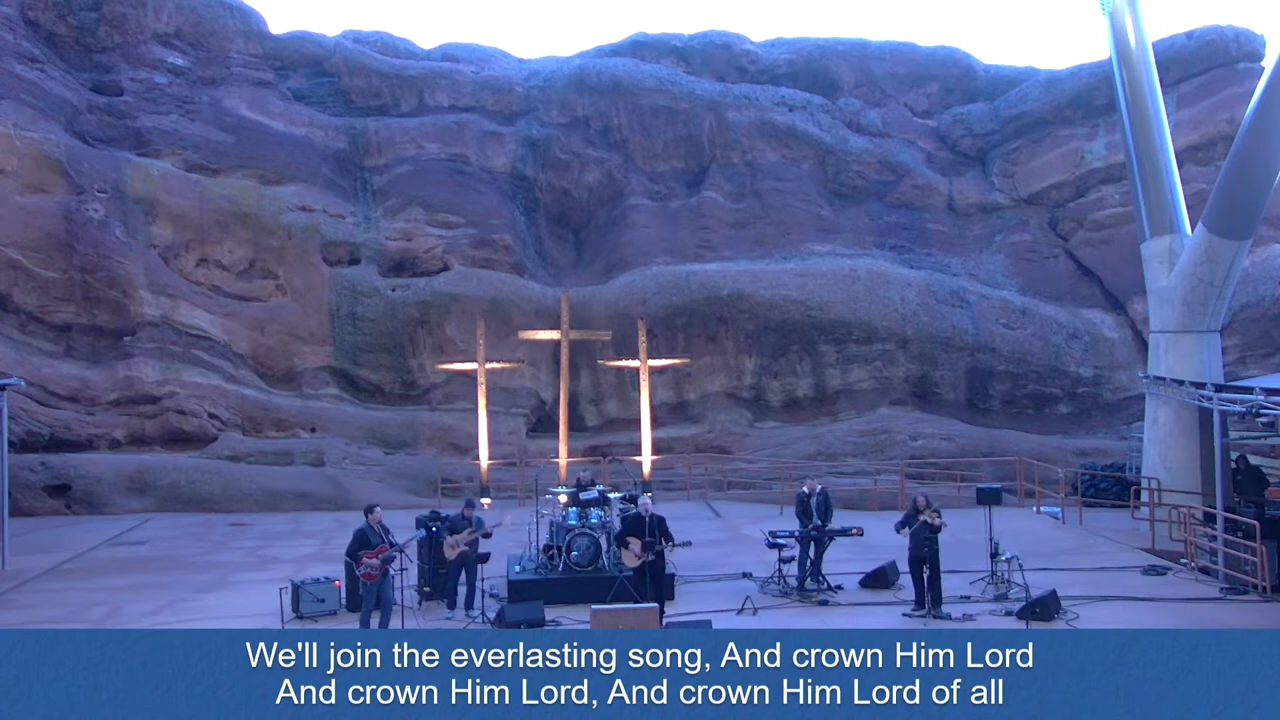 We'll join the everlasting song, And crown Him Lord
And crown Him Lord, And crown Him Lord of all